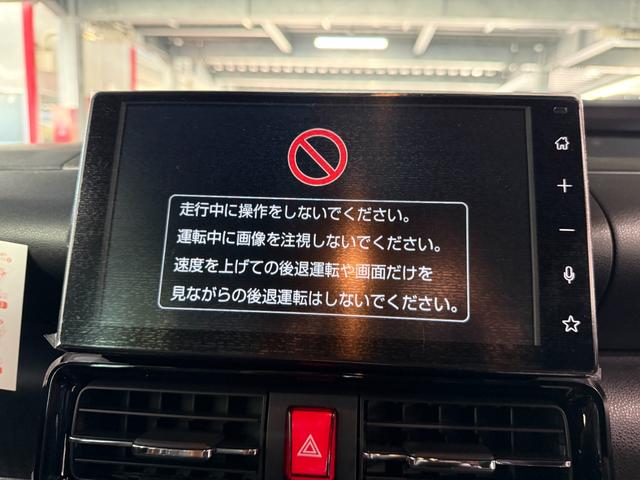 走行中に操作をしないでください。
運転中に画像を注視しないでください。
速度を上げての後退運転や画面だけを
見ながらの後退運転はしないでください。